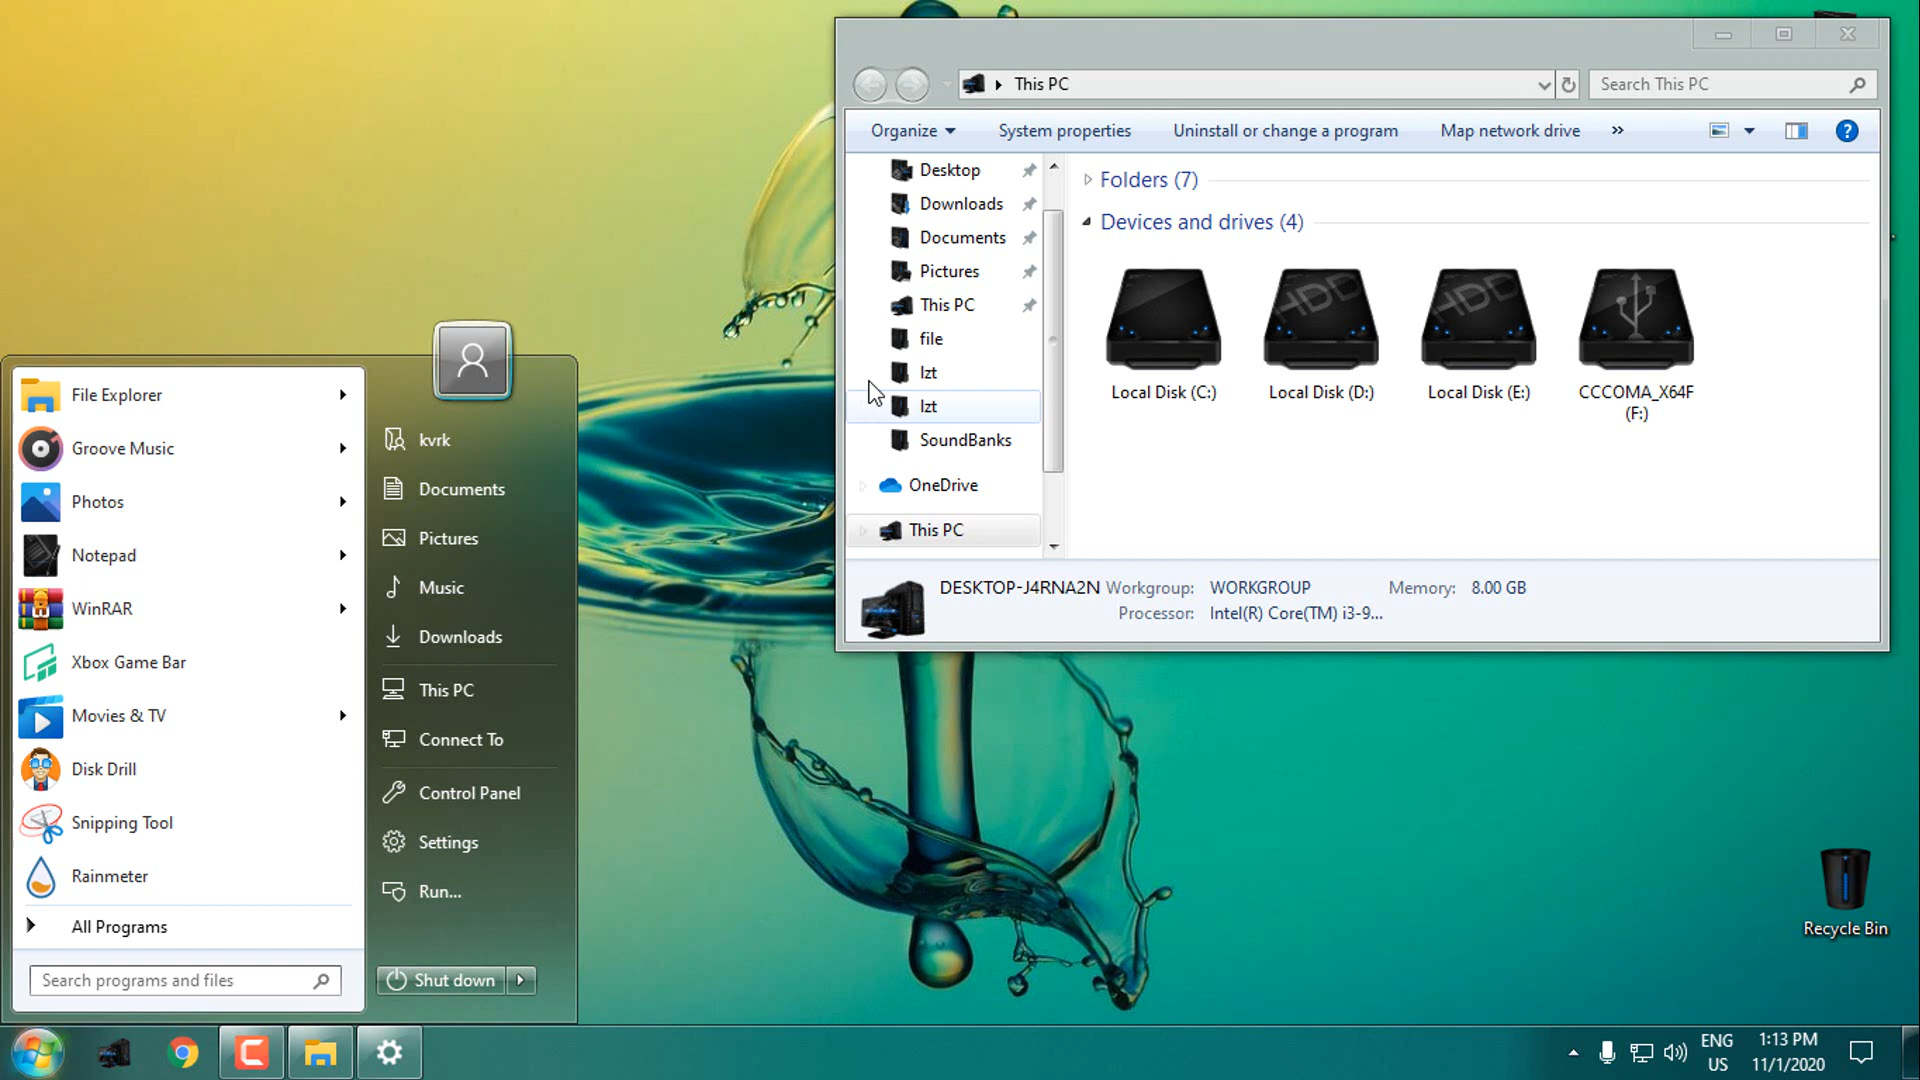 This PC
Search This PC
Organize
System properties
Uninstall or change a program
Map network drive
»
?
Desktop
Downloads
Documents
Pictures
This PC
file
lzt
lzt
SoundBanks
OneDrive
This PC
Folders (7)
Devices and drives (4)
HDD
HDD
Local Disk (C:)
Local Disk (D:)
Local Disk (E:)
CCCOMA_X64F
(F:)
DESKTOP-J4RNA2N Workgroup: WORKGROUP Memory: 8.00 GB
Processor: Intel(R) Core(TM) i3-9...
File Explorer
Groove Music
Photos
Notepad
WinRAR
Xbox Game Bar
Movies & TV
Disk Drill
Snipping Tool
Rainmeter
All Programs
Search programs and files
kvrk
Documents
Pictures
Music
Downloads
This PC
Connect To
Control Panel
Settings
Run...
Shut down
Recycle Bin
ENG
US
1:13 PM
11/1/2020